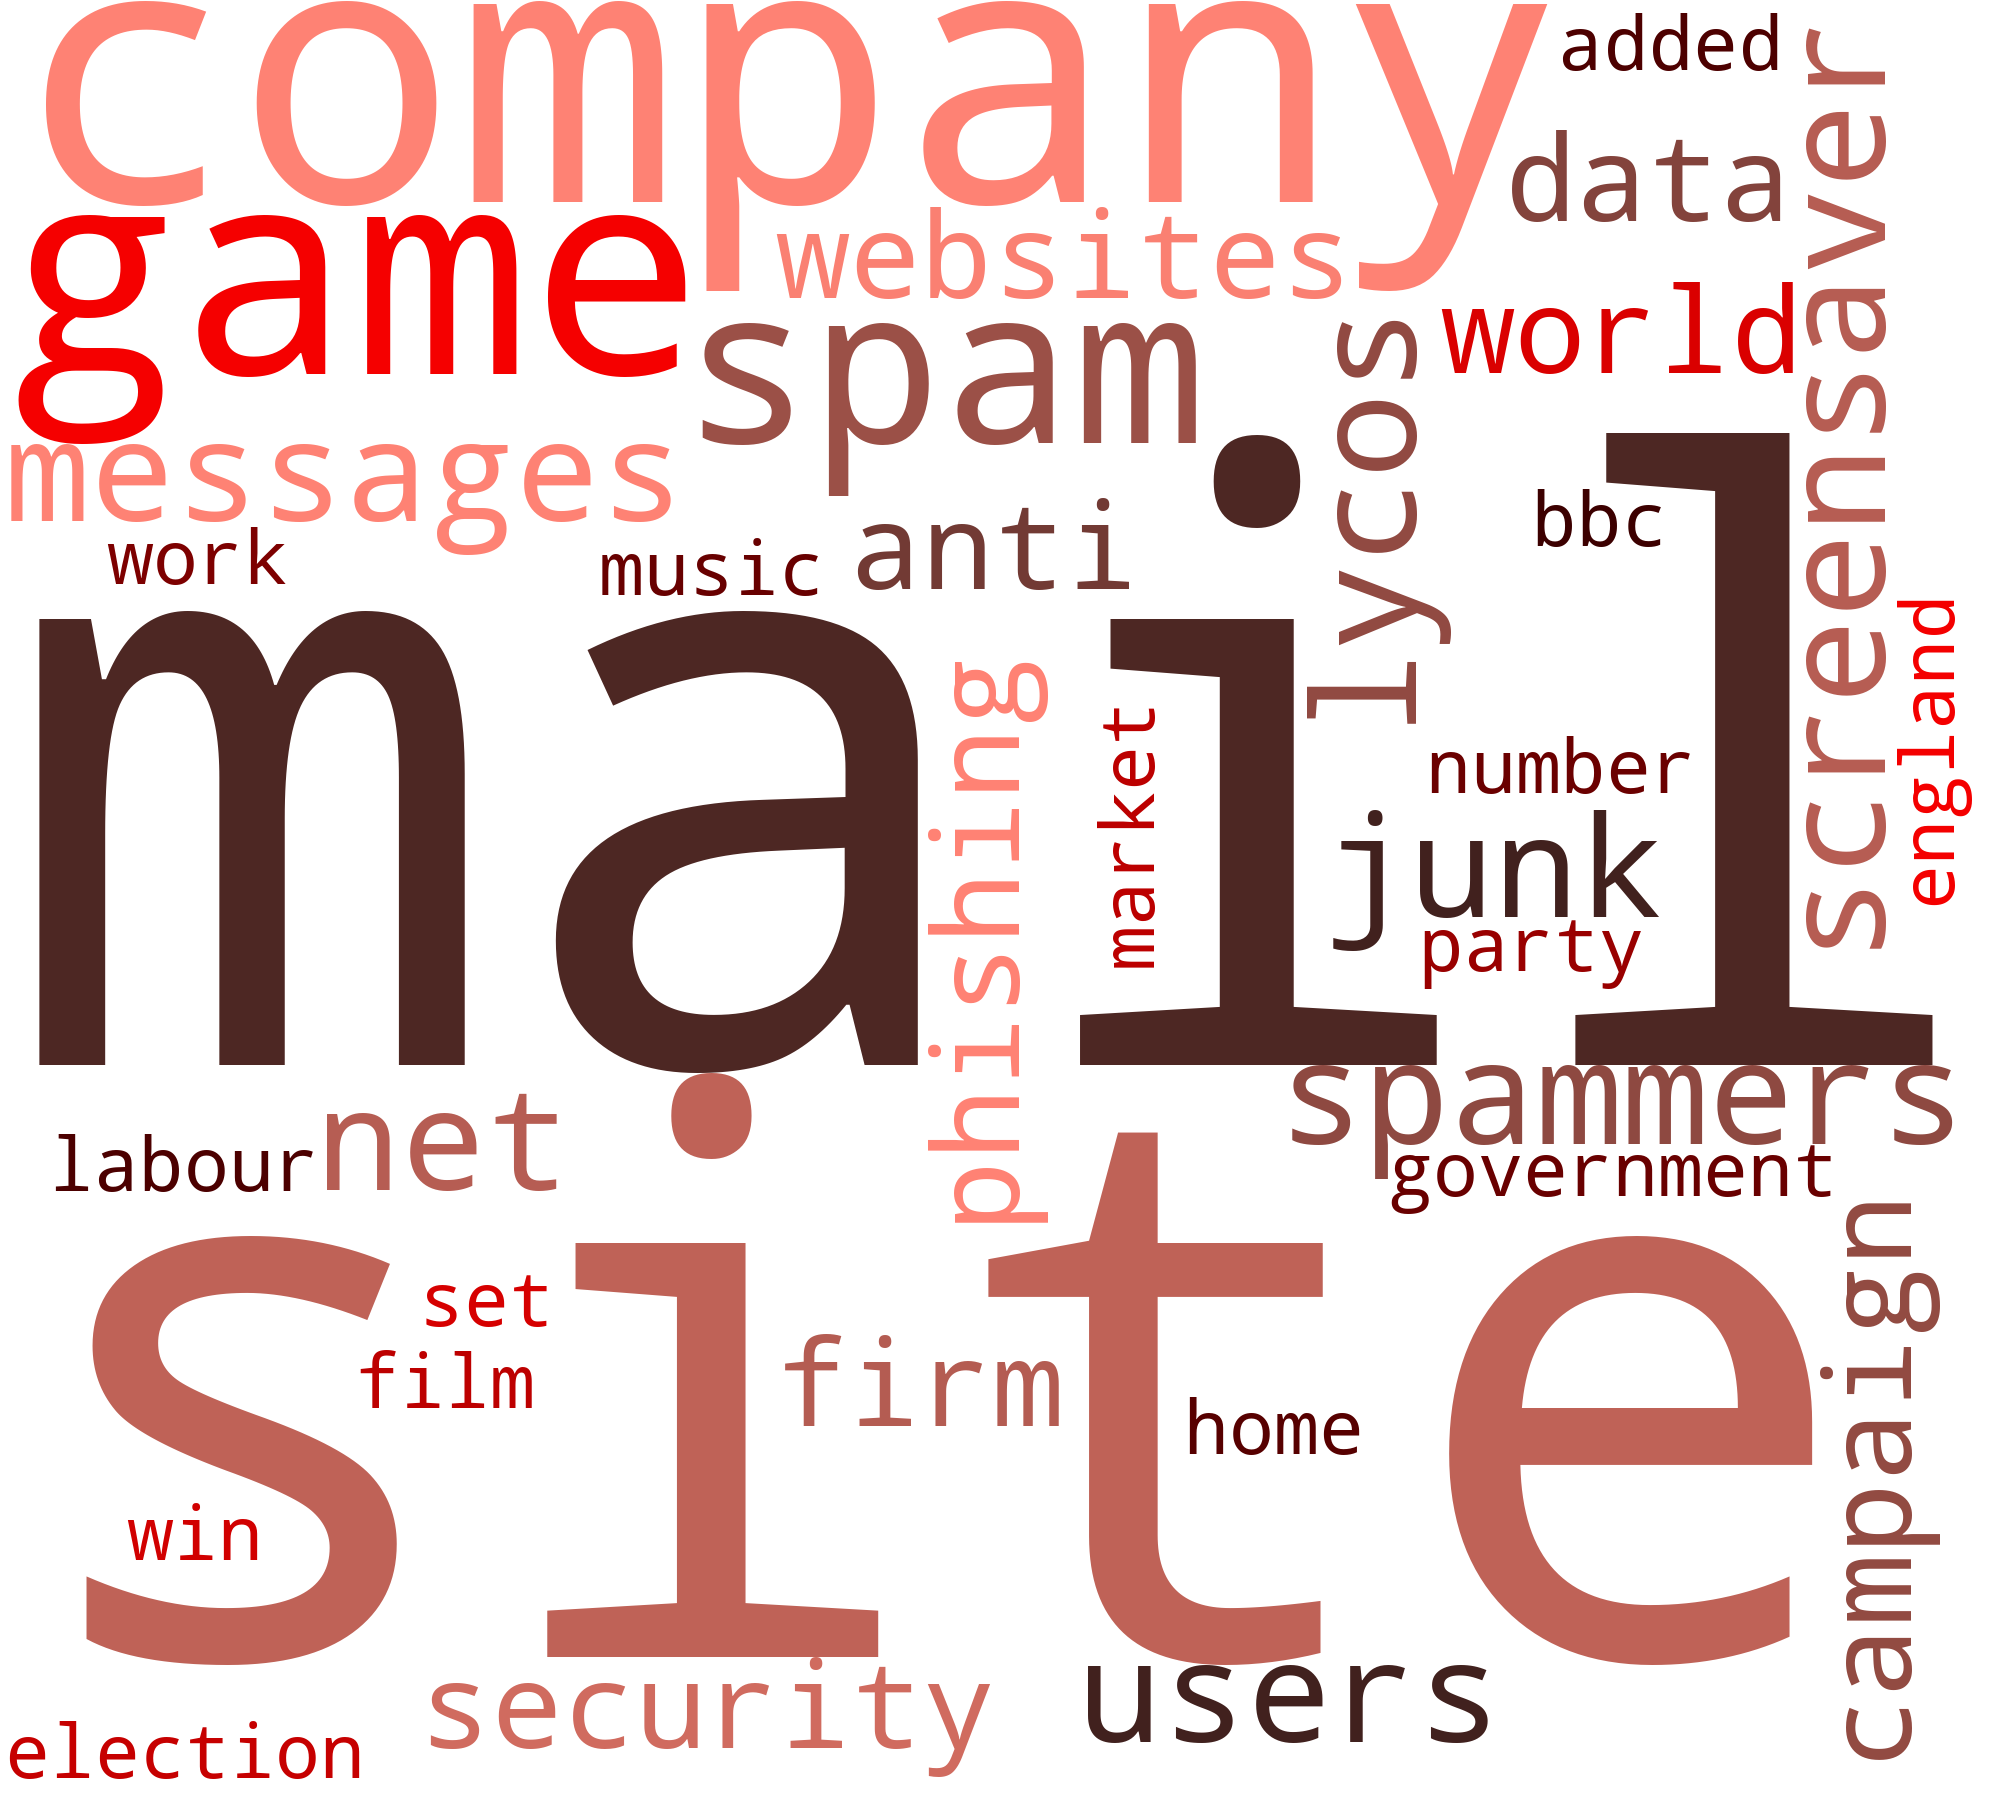 company
added
screensaver
data
game
websites
world
spam
lycos
messages
bbc
anti
work
music
mail
england
phishing
market
number
junk
party
spammers
net
labour
government
site
campaign
set
film
firm
home
win
security
users
election